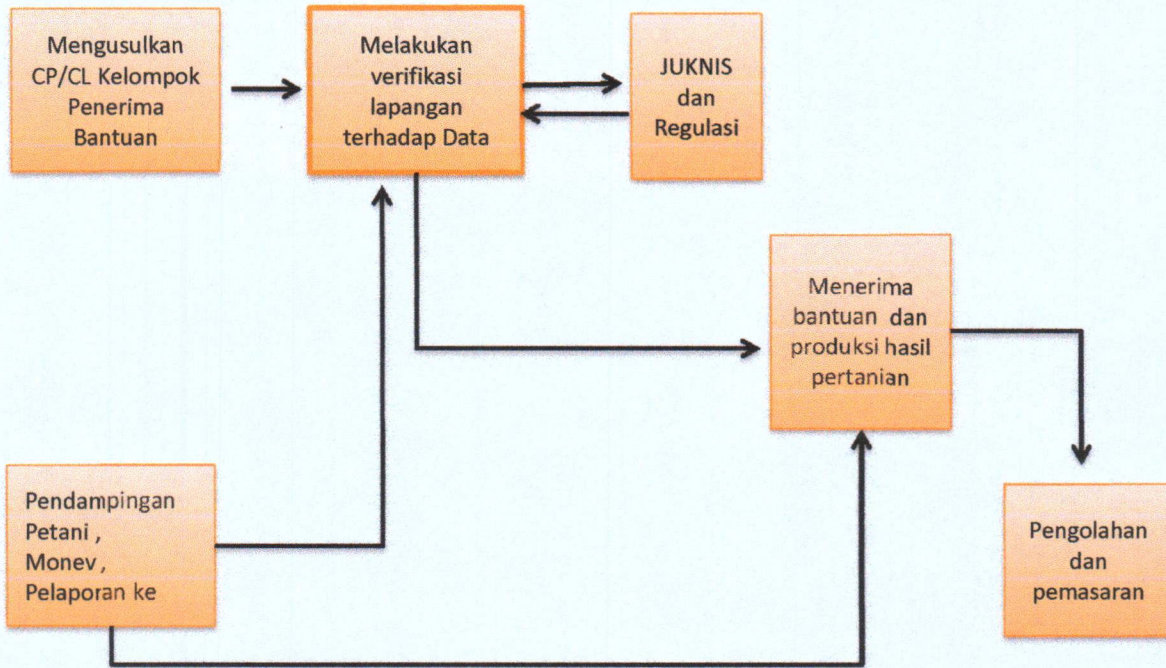 Mengusulkan
CP/CL Kelompok
Penerima
Bantuan
Melakukan
verifikasi
lapangan
terhadap Data
JUKNIS
dan
Regulasi
Menerima
bantuan dan
produksi hasil
pertanian
Pendampingan
Petani ,
Monev ,
Pelaporan ke
Pengolahan
dan
pemasaran